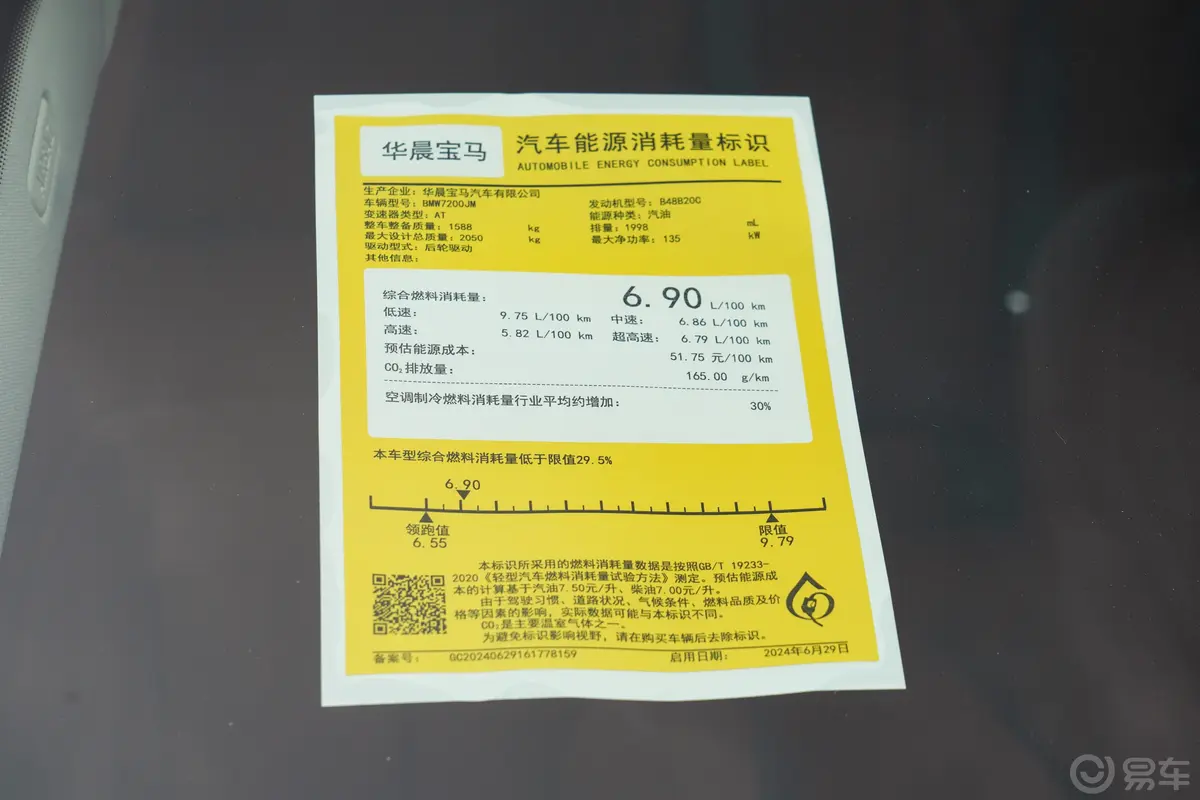 华晨宝马
汽车能源消耗量标识
AUTOMOBILE ENERGY CONSUMPTION LABEL
生产企业：华晨宝马汽车有限公司
车辆型号：BMW7200JM 发动机型号：B48B20C
变速器类型：AT 能源种类：汽油
整车整备质量：1588 kg 排量：1998 mL
最大设计总质量：2050 kg 最大净功率：135 kW
驱动型式：后轮驱动
其他信息：
综合燃料消耗量： 6.90 L/100 km
低速： 9.75 L/100 km 中速： 6.86 L/100 km
高速： 5.82 L/100 km 超高速： 6.79 L/100 km
预估能源成本： 51.75 元/100 km
CO₂排放量： 165.00 g/km
空调制冷燃料消耗量行业平均约增加： 30%
本车型综合燃料消耗量低于限值29.5%
6.90
领跑值 限值
6.55 9.79
本标识所采用的燃料消耗量数据是按照GB/T 19233-
2020《轻型汽车燃料消耗量试验方法》测定。预估能源成
本的计算基于汽油7.50元/升、柴油7.00元/升。
由于驾驶习惯、道路状况、气候条件、燃料品质及价
格等因素的影响，实际数据可能与本标识不同。
CO₂是主要温室气体之一。
为避免标识影响视野，请在购买车辆后去除标识。
备案号： GC20240629161778159 启用日期： 2024年6月29日
易车